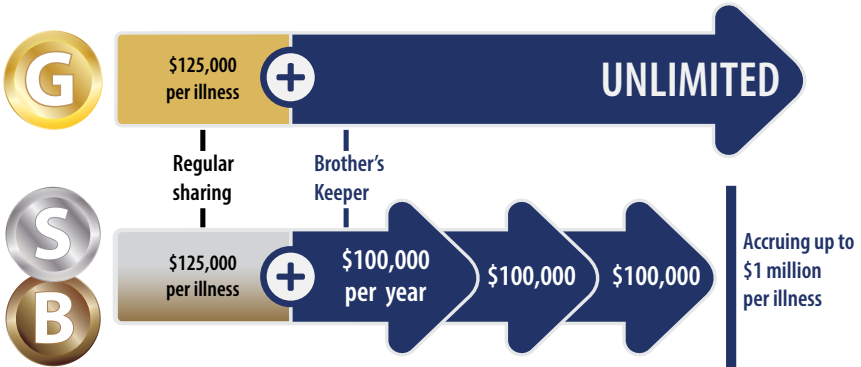 G
$125,000
per illness
+
UNLIMITED
Regular
sharing
Brother's
Keeper
S
B
$125,000
per illness
+
$100,000
per year
$100,000
$100,000
Accruing up to
$1 million
per illness